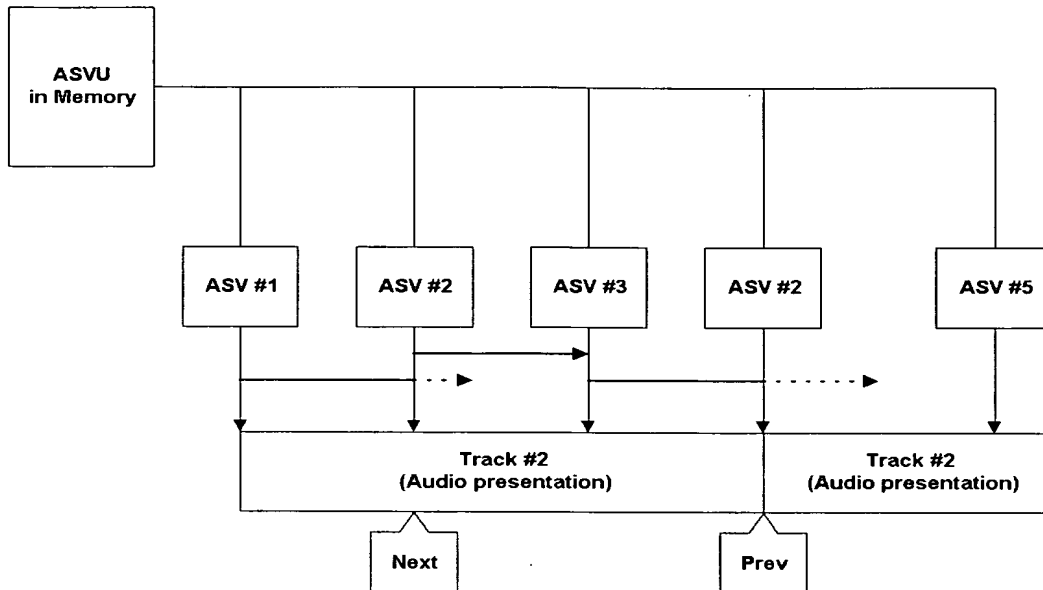 ASVU
in Memory
ASV #1
ASV #2
ASV #3
ASV #2
ASV #5
Track #2
(Audio presentation)
Track #2
(Audio presentation)
Next
Prev